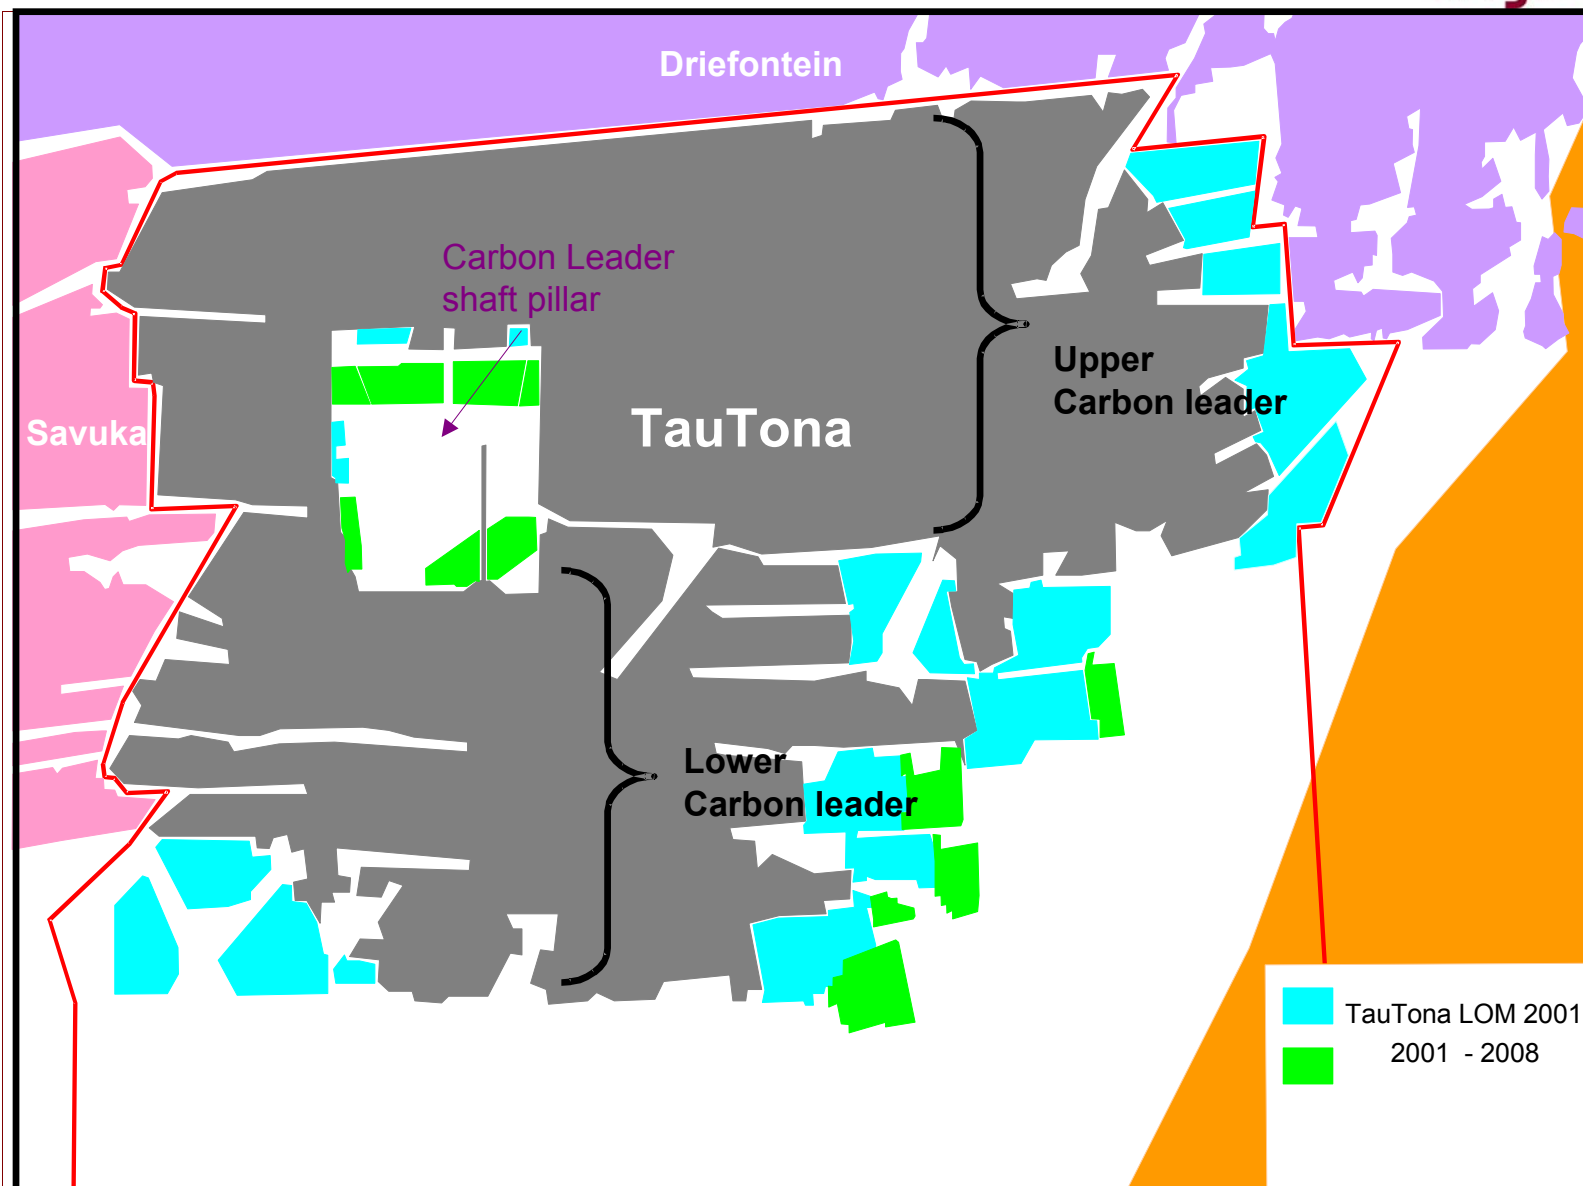 Driefontein
Carbon Leader
shaft pillar
Upper
Carbon leader
TauTona
Savuka
Lower
Carbon leader
TauTona LOM 2001
2001 - 2008